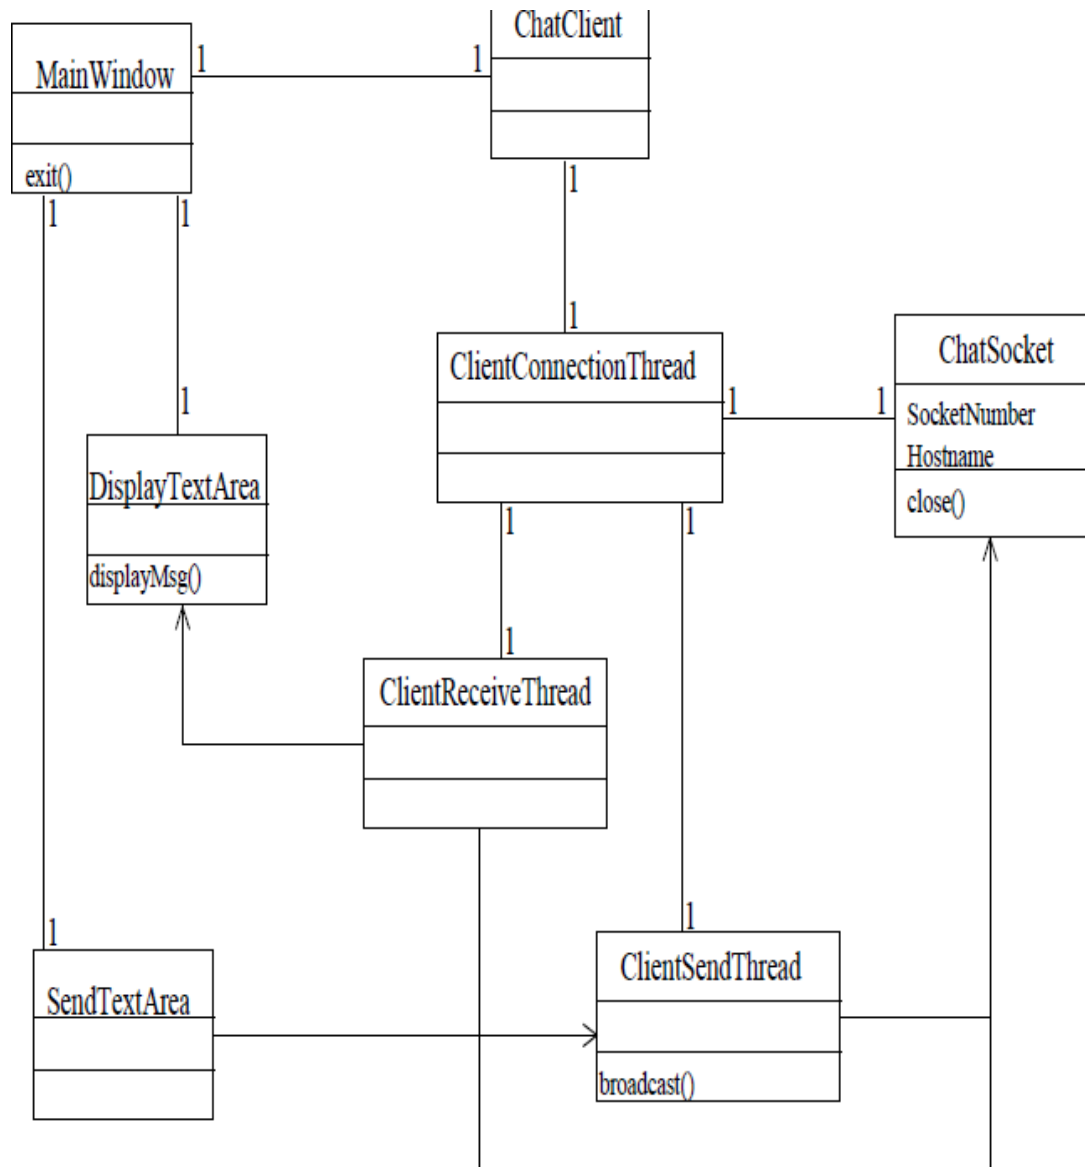 ChatClient
MainWindow
1
1
exit()
1
1
1
1
ClientConnectionThread
ChatSocket
1
1
SocketNumber
Hostname
close()
1
DisplayTextArea
displayMsg()
1
1
1
ClientReceiveThread
1
1
SendTextArea
ClientSendThread
broadcast()